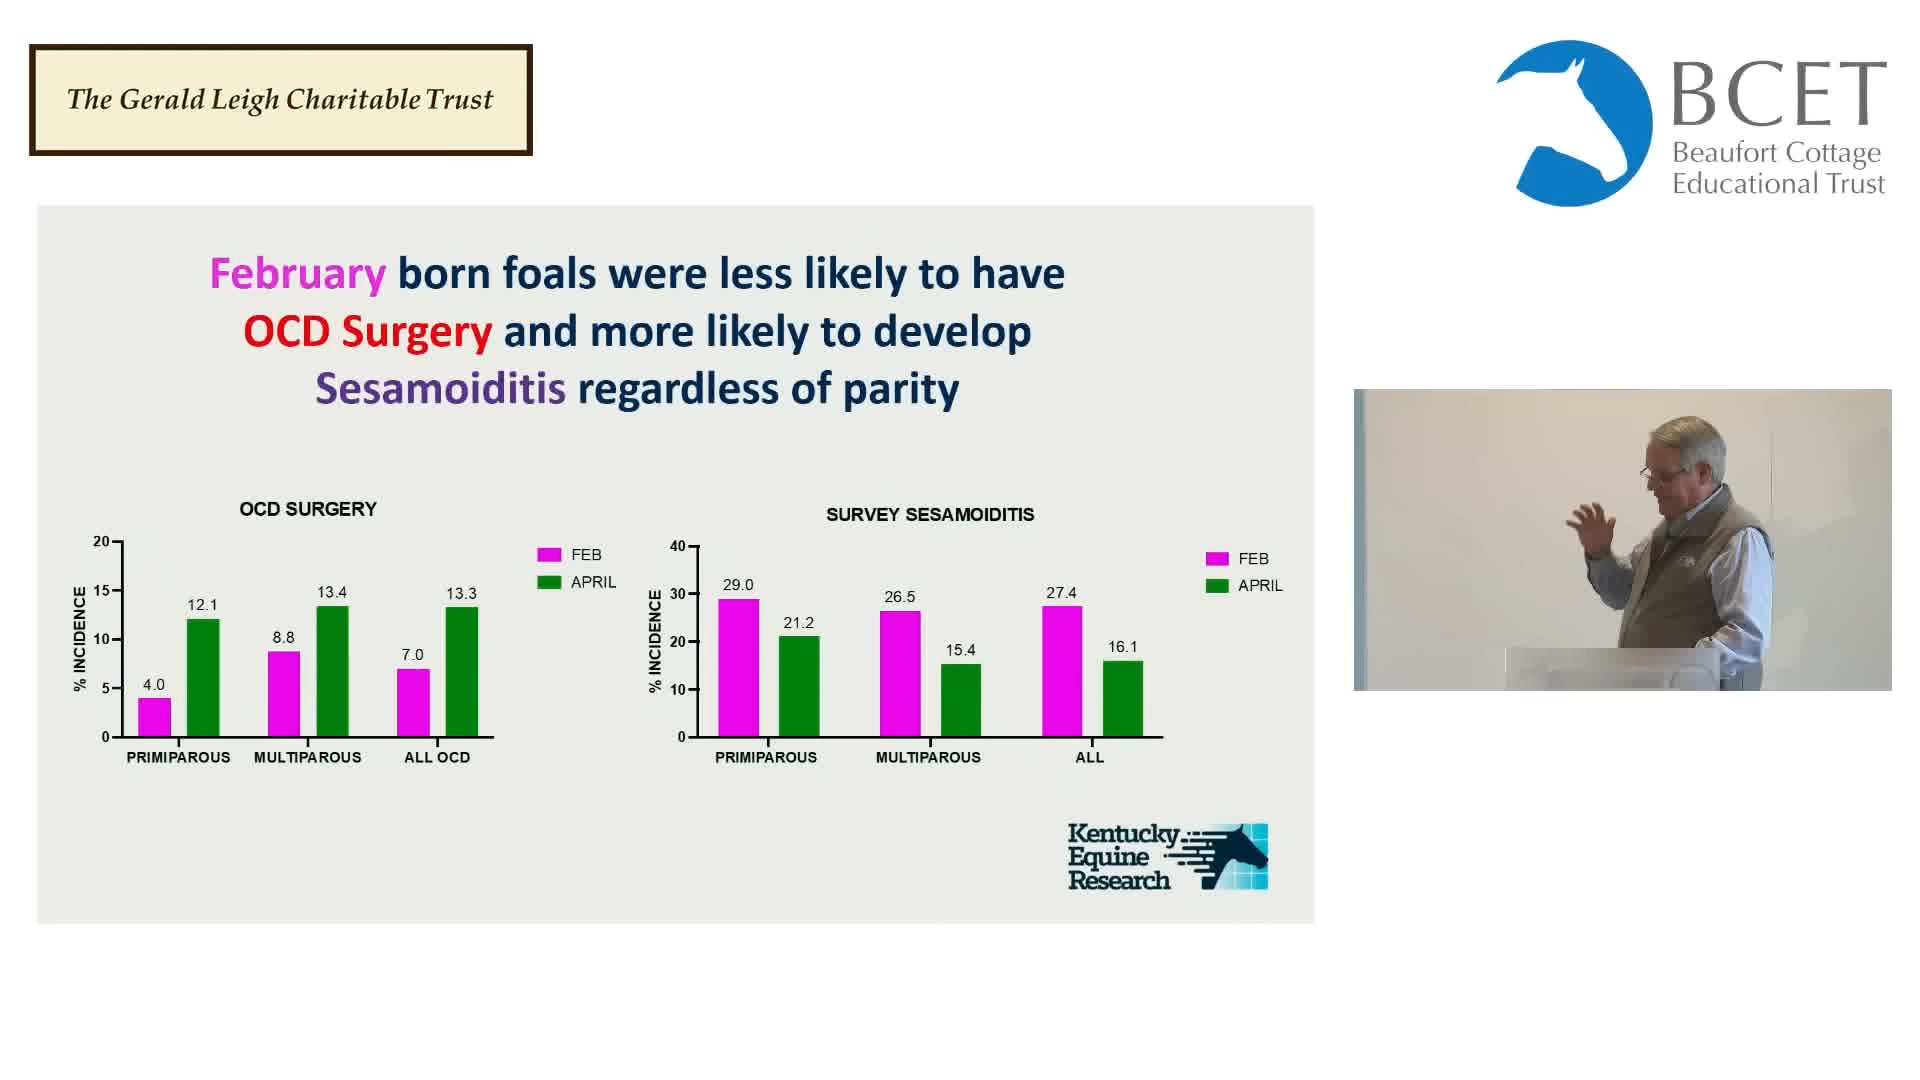 The Gerald Leigh Charitable Trust
BCET
Beaufort Cottage
Educational Trust
February born foals were less likely to have
OCD Surgery and more likely to develop
Sesamoiditis regardless of parity
OCD SURGERY
% INCIDENCE
20
15
10
5
0
4.0
12.1
8.8
13.4
7.0
13.3
PRIMIPAROUS
MULTIPAROUS
ALL OCD
FEB
APRIL
SURVEY SESAMOIDITIS
% INCIDENCE
40
30
20
10
0
29.0
21.2
26.5
15.4
27.4
16.1
PRIMIPAROUS
MULTIPAROUS
ALL
FEB
APRIL
Kentucky
Equine
Research